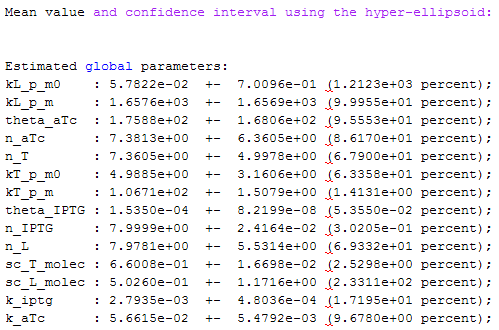 Mean value and confidence interval using the hyper-ellipsoid:
Estimated global parameters:
kL_p_m0    : 5.7822e-02  +-  7.0096e-01 (1.2123e+03 percent);
kL_p_m     : 1.6576e+03  +-  1.6569e+03 (9.9955e+01 percent);
theta_aTc  : 1.7588e+02  +-  1.6806e+02 (9.5553e+01 percent);
n_aTc      : 7.3813e+00  +-  6.3605e+00 (8.6170e+01 percent);
n_T        : 7.3605e+00  +-  4.9978e+00 (6.7900e+01 percent);
kT_p_m0    : 4.9885e+00  +-  3.1606e+00 (6.3358e+01 percent);
kT_p_m     : 1.0671e+02  +-  1.5079e+00 (1.4131e+00 percent);
theta_IPTG : 1.5350e-04  +-  8.2199e-08 (5.3550e-02 percent);
n_IPTG     : 7.9999e+00  +-  2.4164e-02 (3.0205e-01 percent);
n_L        : 7.9781e+00  +-  5.5314e+00 (6.9332e+01 percent);
sc_T_molec : 6.6008e-01  +-  1.6698e-02 (2.5298e+00 percent);
sc_L_molec : 5.0260e-01  +-  1.1716e+00 (2.3311e+02 percent);
k_iptg     : 2.7935e-03  +-  4.8036e-04 (1.7195e+01 percent);
k_aTc      : 5.6615e-02  +-  5.4792e-03 (9.6780e+00 percent);